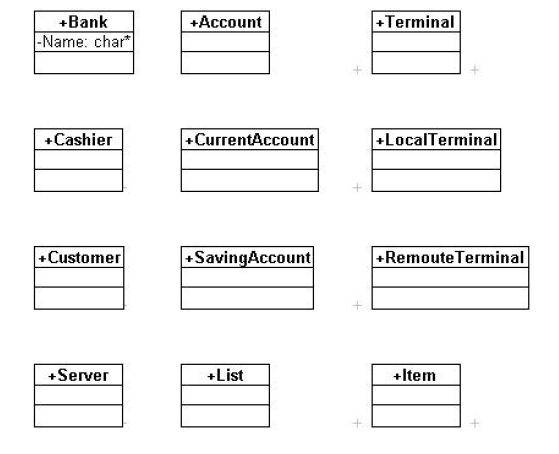 +Bank
-Name: char*
+Account
+Terminal
+Cashier
+CurrentAccount
+LocalTerminal
+Customer
+SavingAccount
+RemouteTerminal
+Server
+List
+Item